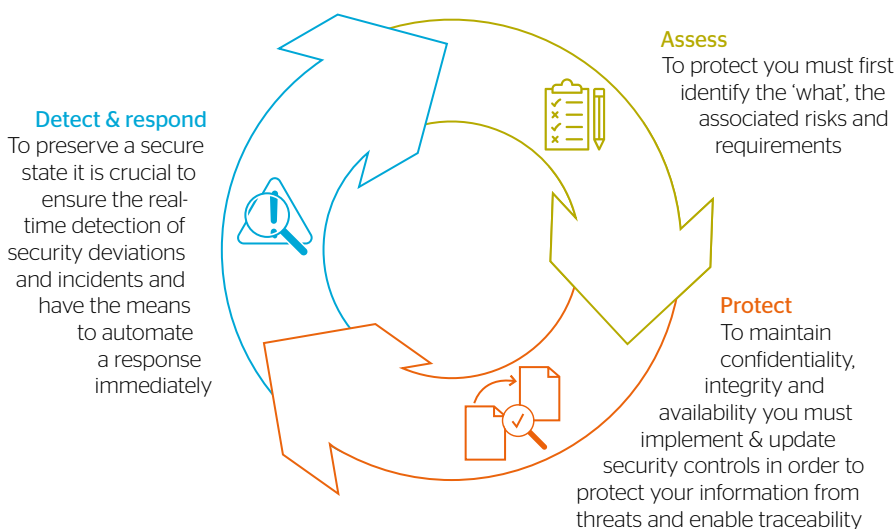 Assess
To protect you must first
identify the ‘what’, the
associated risks and
requirements
Protect
To maintain
confidentiality,
integrity and
availability you must
implement & update
security controls in order to
protect your information from
threats and enable traceability
Detect & respond
To preserve a secure
state it is crucial to
ensure the real-
time detection of
security deviations
and incidents and
have the means
to automate
a response
immediately